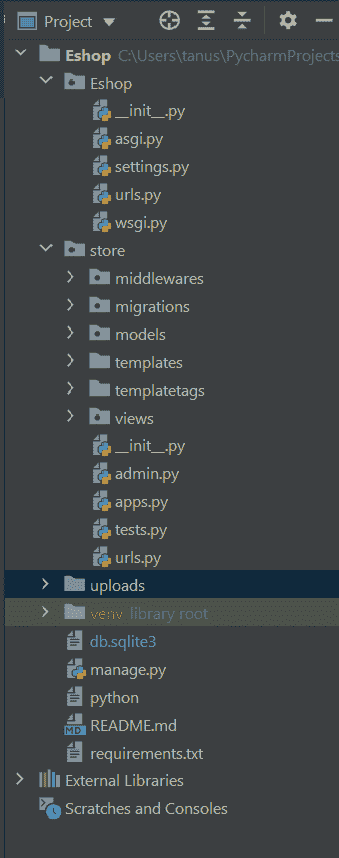 Project
Eshop C:\Users\tanus\PycharmProjects
Eshop
__init__.py
asgi.py
settings.py
urls.py
wsgi.py
store
middlewares
migrations
models
templates
templatetags
views
__init__.py
admin.py
apps.py
tests.py
urls.py
uploads
venv library root
db.sqlite3
manage.py
python
MD README.md
requirements.txt
External Libraries
Scratches and Consoles